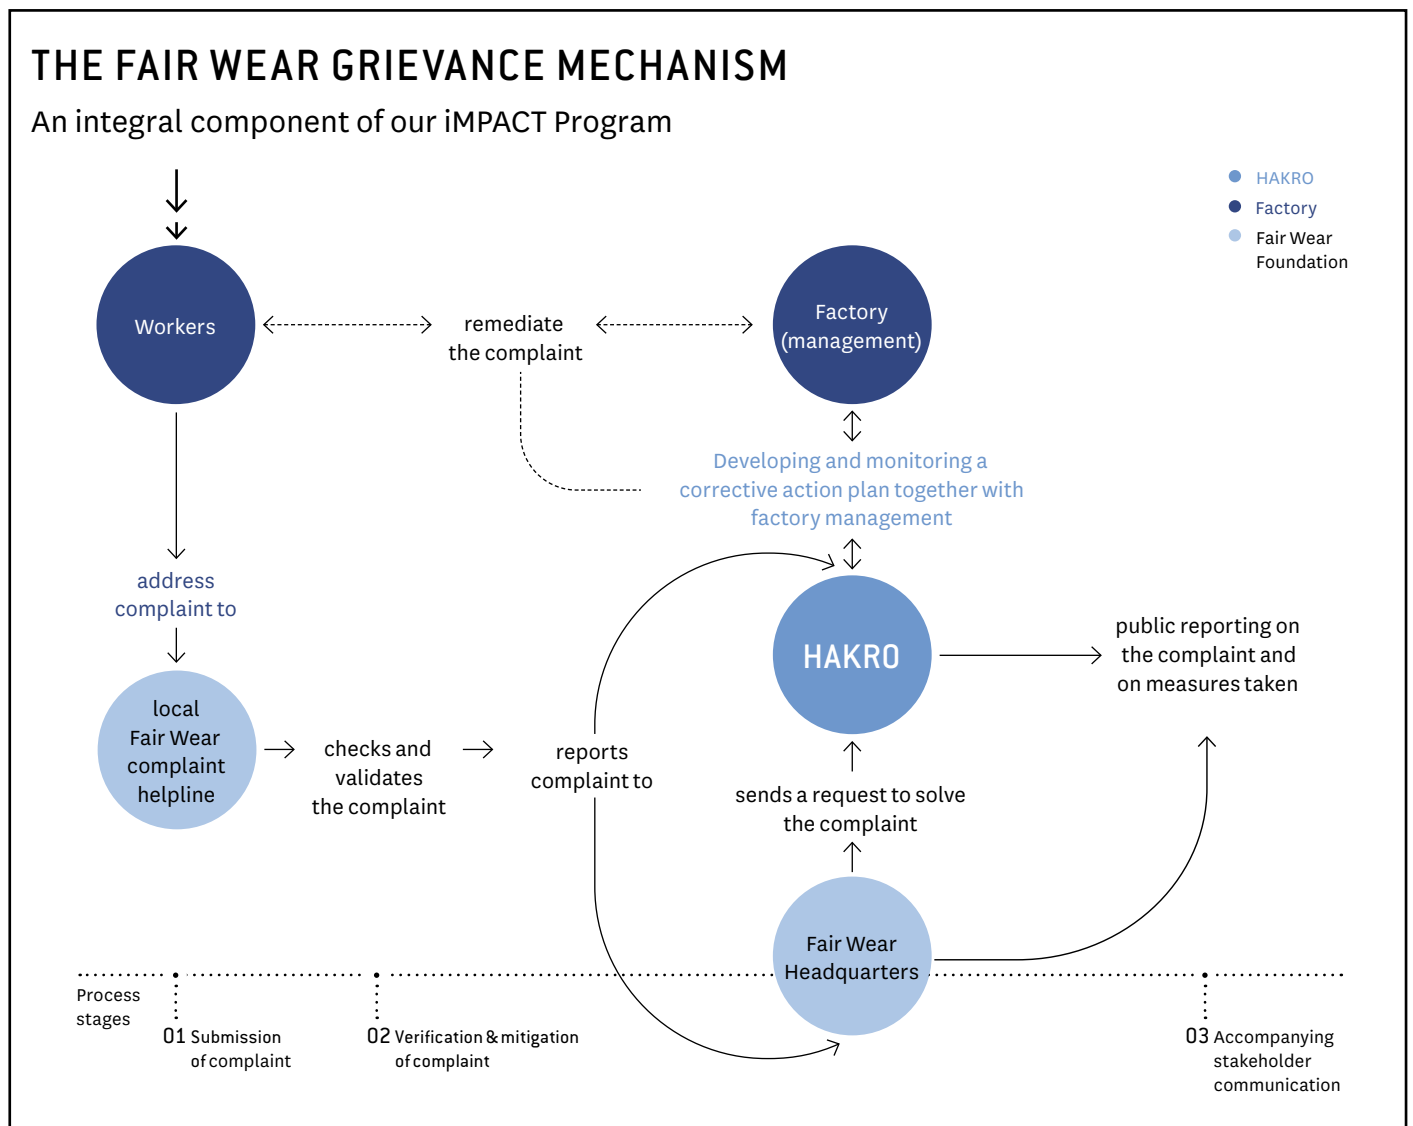 THE FAIR WEAR GRIEVANCE MECHANISM
An integral component of our iMPACT Program
HAKRO
Factory
Fair Wear
Foundation
Workers
remediate
the complaint
Factory
(management)
Developing and monitoring a
corrective action plan together with
factory management
address
complaint to
HAKRO
public reporting on
the complaint and
on measures taken
local
Fair Wear
complaint
helpline
checks and
validates
the complaint
reports
complaint to
sends a request to solve
the complaint
Fair Wear
Headquarters
Process
stages
01 Submission
of complaint
02 Verification & mitigation
of complaint
03 Accompanying
stakeholder
communication